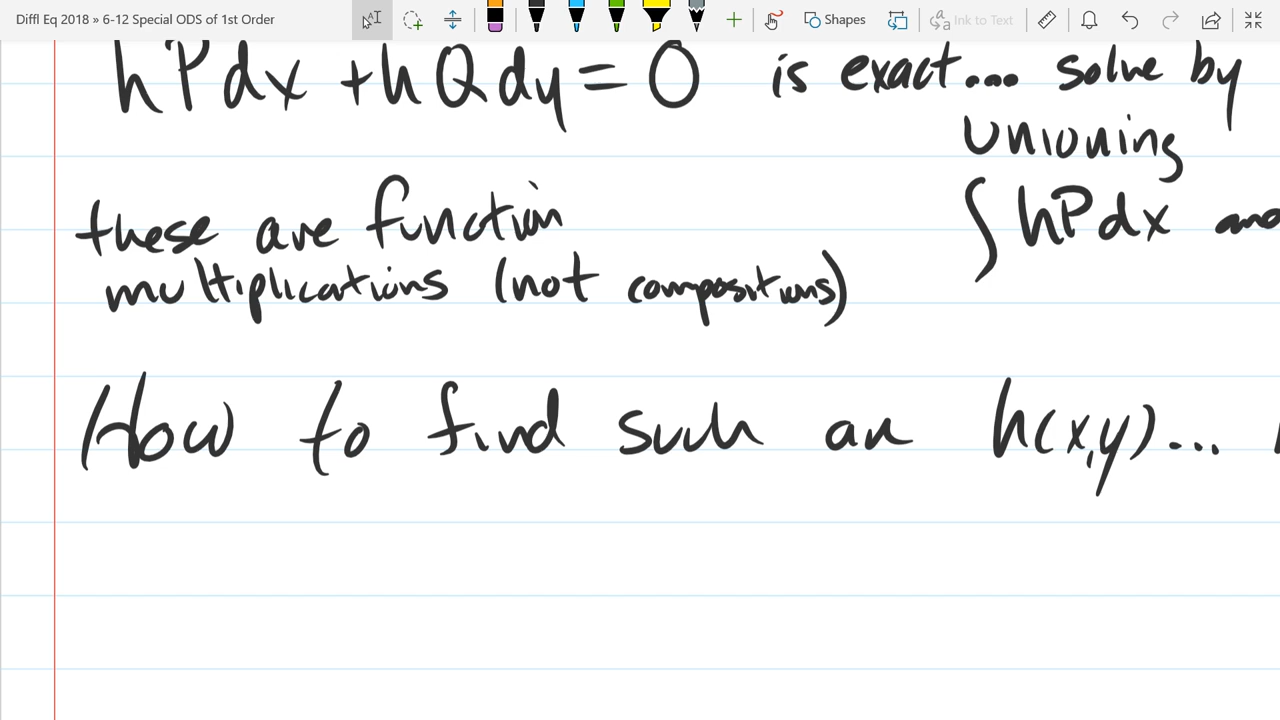 Diffl Eq 2018 » 6-12 Special ODS of 1st Order
Shapes
Ink to Text
hPdx + hQdy = 0 is exact... solve by
unioning
∫hPdx and
these are function
multiplications (not compositions)
How to find such an h(x,y)...